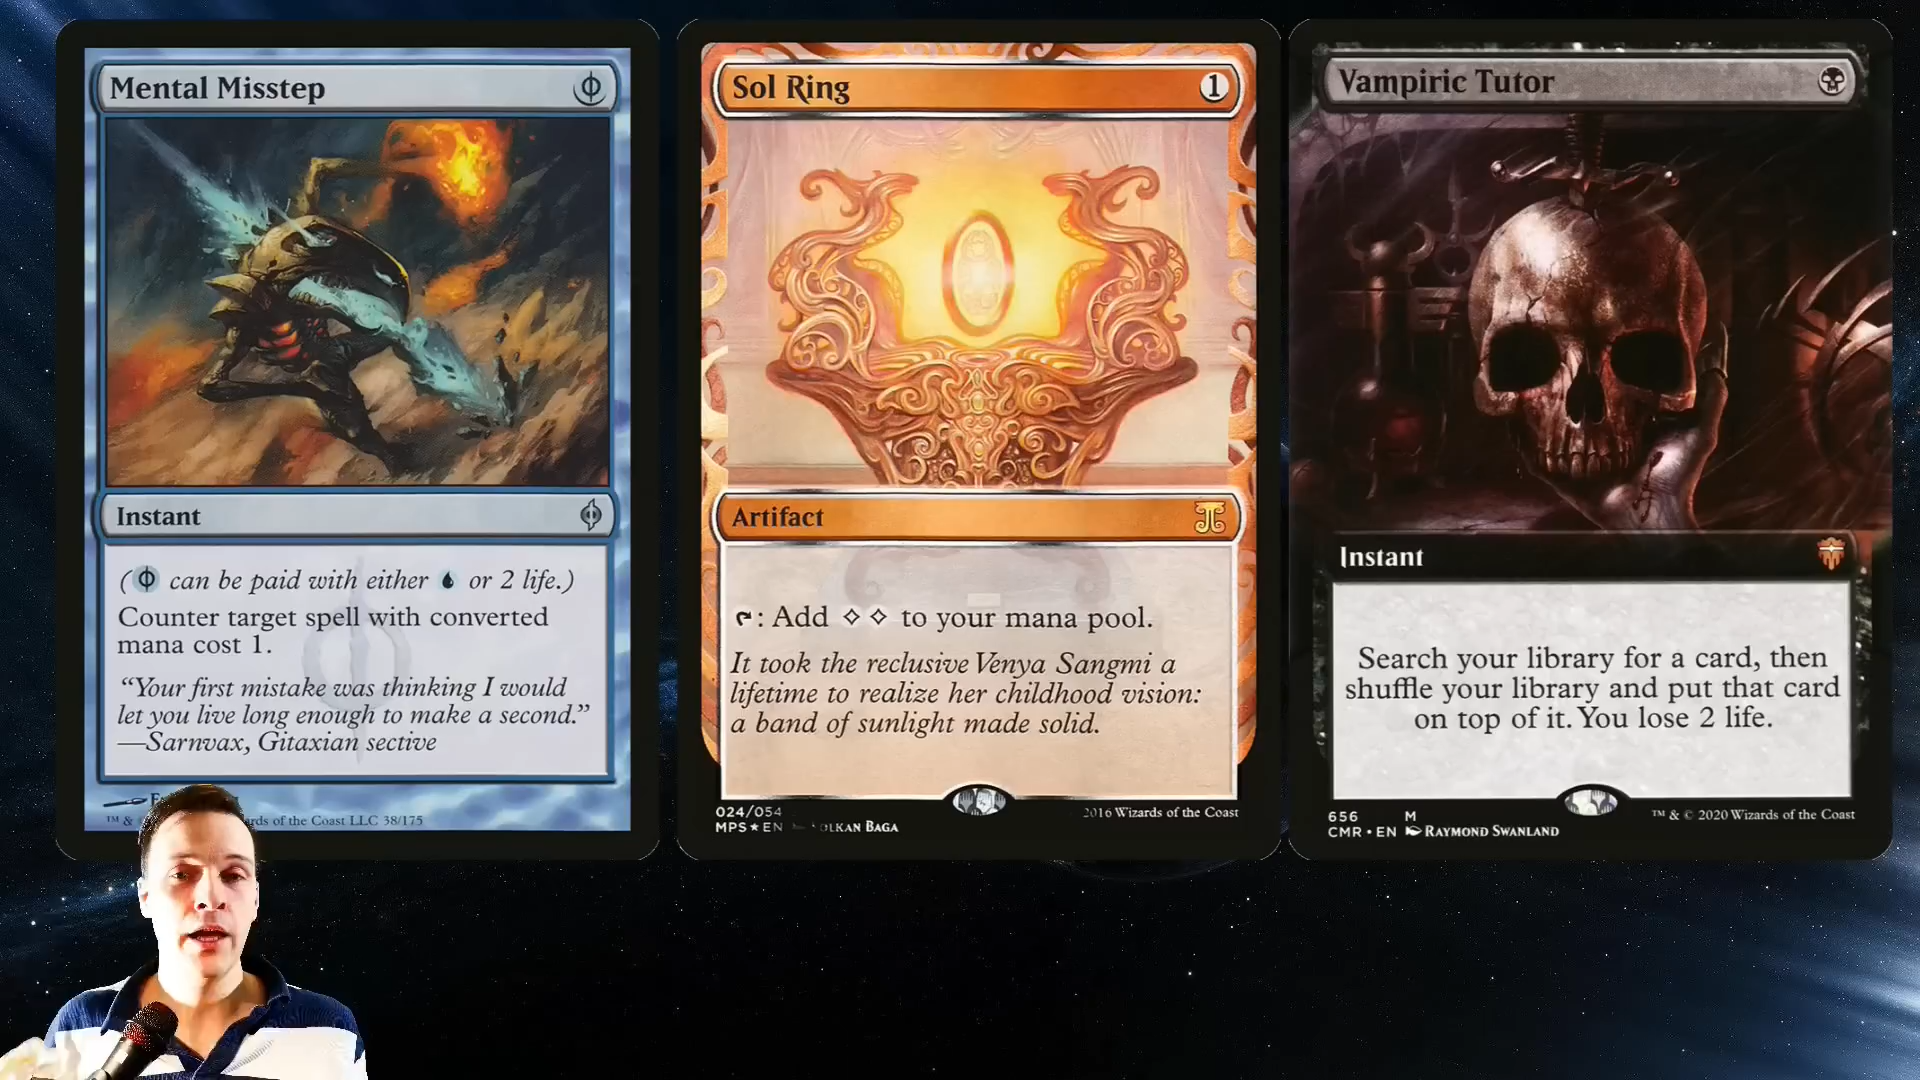 Mental Misstep
Instant
( can be paid with either or 2 life.)
Counter target spell with converted
mana cost 1.
“Your first mistake was thinking I would
let you live long enough to make a second.”
—Sarnvax, Gitaxian sective
™ & of the Coast LLC 38/175
Sol Ring 1
Artifact
: Add to your mana pool.
It took the reclusive Venya Sangmi a
lifetime to realize her childhood vision:
a band of sunlight made solid.
024/054 2016 Wizards of the Coast
MPS★EN BAGA
Vampiric Tutor
Instant
Search your library for a card, then
shuffle your library and put that card
on top of it. You lose 2 life.
656 M ™ & © 2020 Wizards of the Coast
CMR•EN RAYMOND SWANLAND